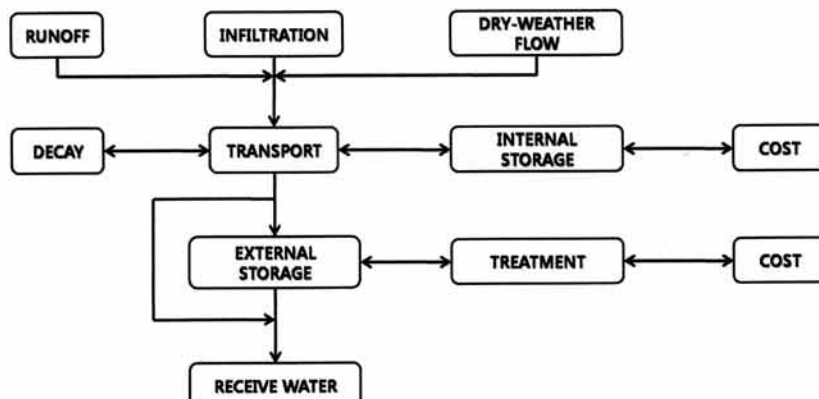 RUNOFF
INFILTRATION
DRY-WEATHER
FLOW
DECAY
TRANSPORT
INTERNAL
STORAGE
COST
EXTERNAL
STORAGE
TREATMENT
COST
RECEIVE WATER